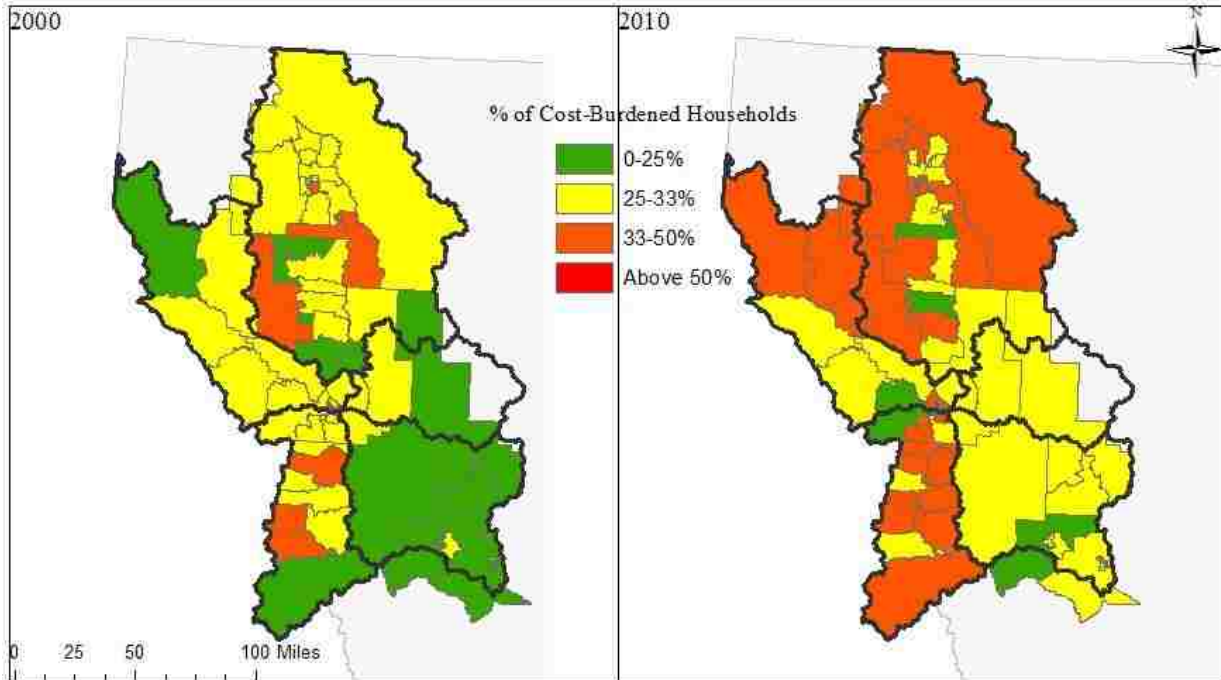 2000
2010
N
% of Cost-Burdened Households
0-25%
25-33%
33-50%
Above 50%
0 25 50 100 Miles